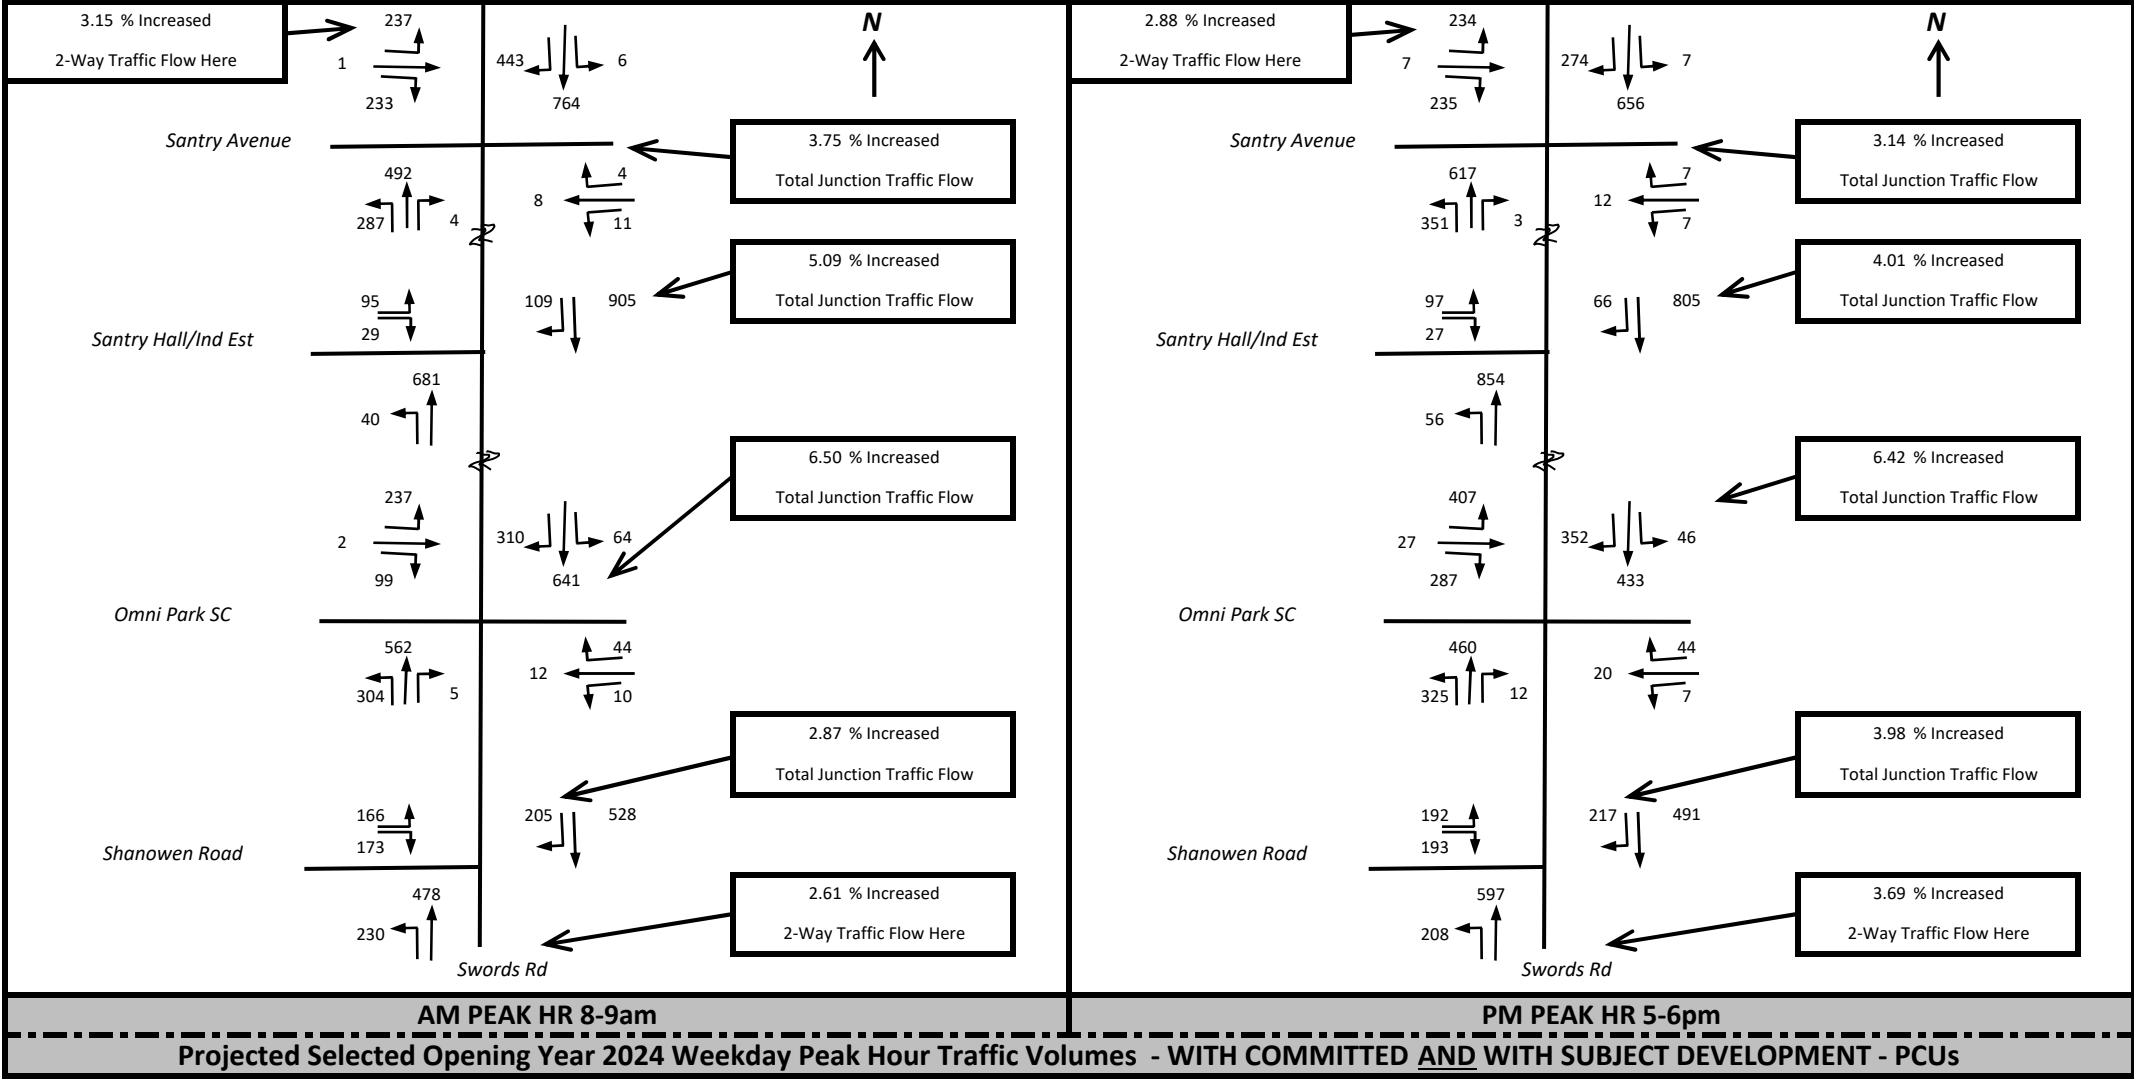 3.15 % Increased
2-Way Traffic Flow Here
237
1
233
443
6
764
N
Santry Avenue
3.75 % Increased
Total Junction Traffic Flow
492
287
4
4
8
11
5.09 % Increased
Total Junction Traffic Flow
95
29
109
905
Santry Hall/Ind Est
681
40
6.50 % Increased
Total Junction Traffic Flow
237
2
99
310
64
641
Omni Park SC
562
304
5
44
12
10
2.87 % Increased
Total Junction Traffic Flow
166
173
205
528
Shanowen Road
478
230
2.61 % Increased
2-Way Traffic Flow Here
Swords Rd
AM PEAK HR 8-9am
2.88 % Increased
2-Way Traffic Flow Here
234
7
235
274
7
656
N
Santry Avenue
3.14 % Increased
Total Junction Traffic Flow
617
351
3
7
12
7
4.01 % Increased
Total Junction Traffic Flow
97
27
66
805
Santry Hall/Ind Est
854
56
6.42 % Increased
Total Junction Traffic Flow
407
27
287
352
46
433
Omni Park SC
460
325
12
44
20
7
3.98 % Increased
Total Junction Traffic Flow
192
193
217
491
Shanowen Road
597
208
3.69 % Increased
2-Way Traffic Flow Here
Swords Rd
PM PEAK HR 5-6pm
Projected Selected Opening Year 2024 Weekday Peak Hour Traffic Volumes - WITH COMMITTED AND WITH SUBJECT DEVELOPMENT - PCUs